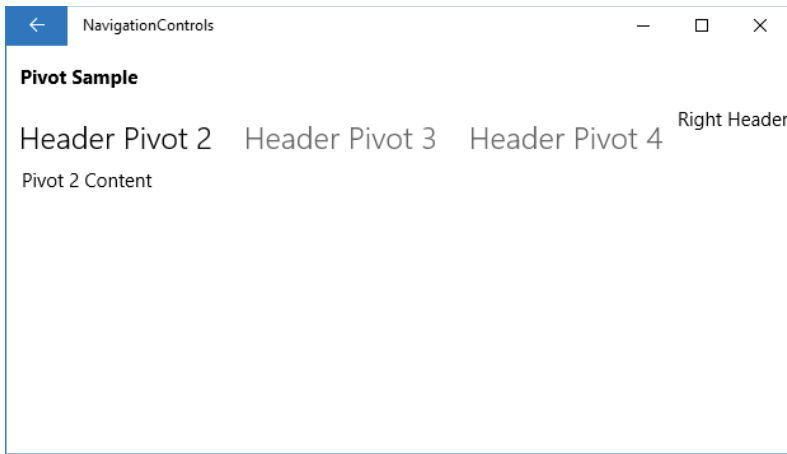 NavigationControls
Pivot Sample
Header Pivot 2 Header Pivot 3 Header Pivot 4 Right Header
Pivot 2 Content